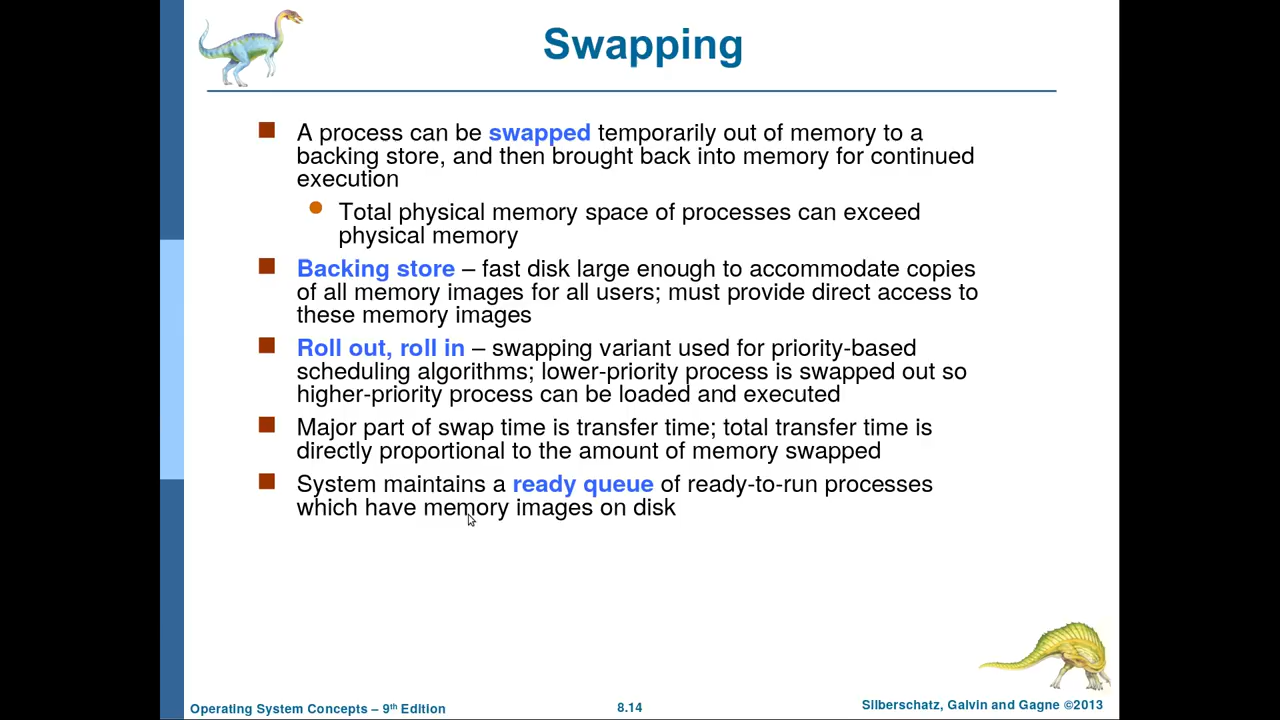 Swapping
A process can be swapped temporarily out of memory to a
backing store, and then brought back into memory for continued
execution
Total physical memory space of processes can exceed
physical memory
Backing store – fast disk large enough to accommodate copies
of all memory images for all users; must provide direct access to
these memory images
Roll out, roll in – swapping variant used for priority-based
scheduling algorithms; lower-priority process is swapped out so
higher-priority process can be loaded and executed
Major part of swap time is transfer time; total transfer time is
directly proportional to the amount of memory swapped
System maintains a ready queue of ready-to-run processes
which have memory images on disk
Operating System Concepts – 9th Edition
8.14
Silberschatz, Galvin and Gagne ©2013